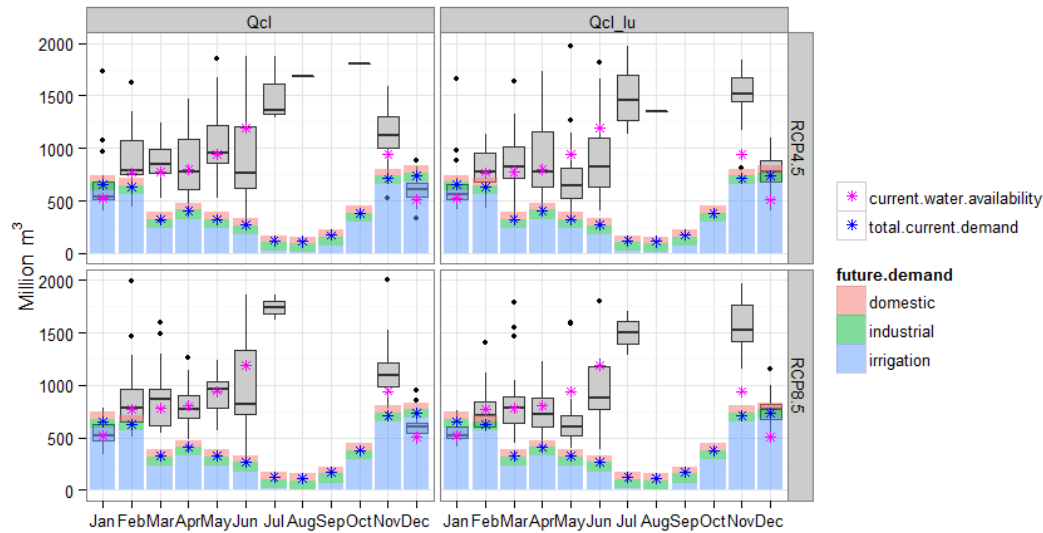 Qcl
Qcl_lu
Million m³
2000
1500
1000
500
0
RCP4.5
2000
1500
1000
500
0
RCP8.5
Jan Feb Mar Apr May Jun Jul Aug Sep Oct Nov Dec
Jan Feb Mar Apr May Jun Jul Aug Sep Oct Nov Dec
current.water.availability
total.current.demand
future.demand
domestic
industrial
irrigation